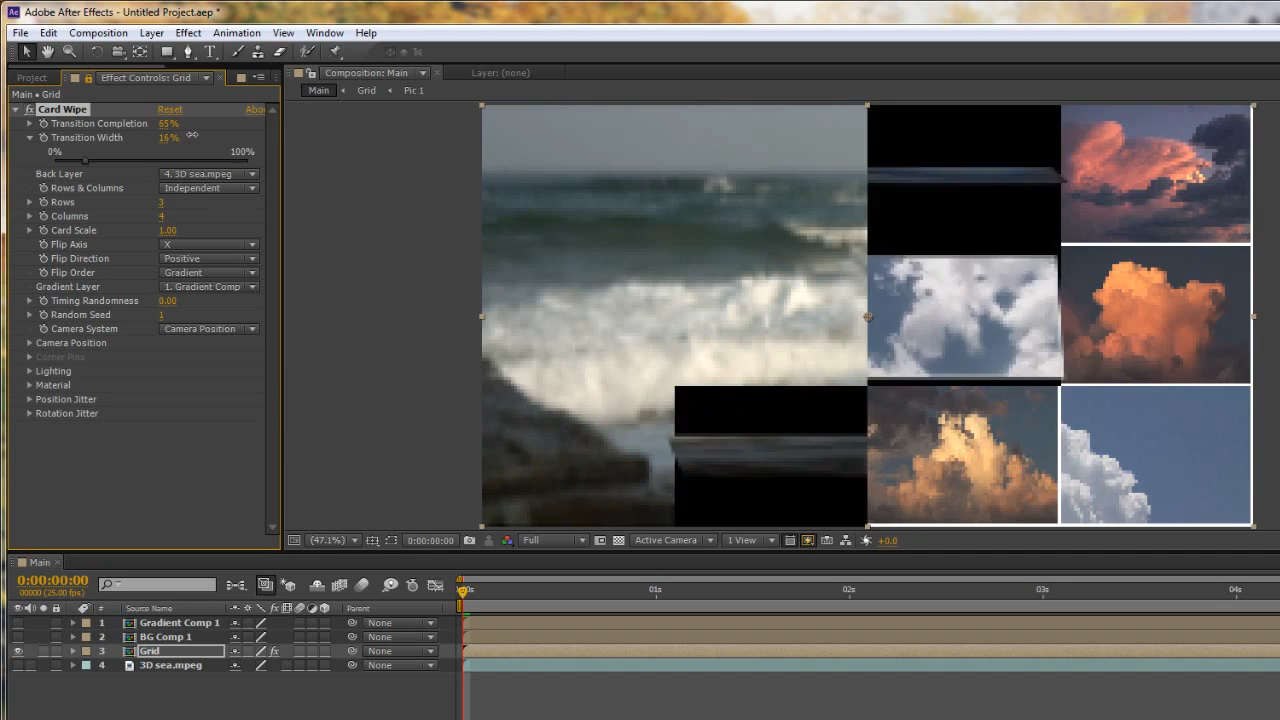 Adobe After Effects - Untitled Project.aep *
File Edit Composition Layer Effect Animation View Window Help
Project Effect Controls: Grid
Main • Grid
fx Card Wipe Reset Abo
Transition Completion 65%
Transition Width 16%
0% 100%
Back Layer 4. 3D sea.mpeg
Rows & Columns Independent
Rows 3
Columns 4
Card Scale 1.00
Flip Axis X
Flip Direction Positive
Flip Order Gradient
Gradient Layer 1. Gradient Comp
Timing Randomness 0.00
Random Seed 1
Camera System Camera Position
Camera Position
Corner Pins
Lighting
Material
Position Jitter
Rotation Jitter
Composition: Main Layer: (none)
Main Grid Pic 1
(47.1%) 0:00:00:00 Full Active Camera 1 View +0.0
Main
0:00:00:00
00000 (25.00 fps)
# Source Name fx Parent
1 Gradient Comp 1 None
2 BG Comp 1 None
3 Grid fx None
4 3D sea.mpeg None
01s 02s 03s 04s